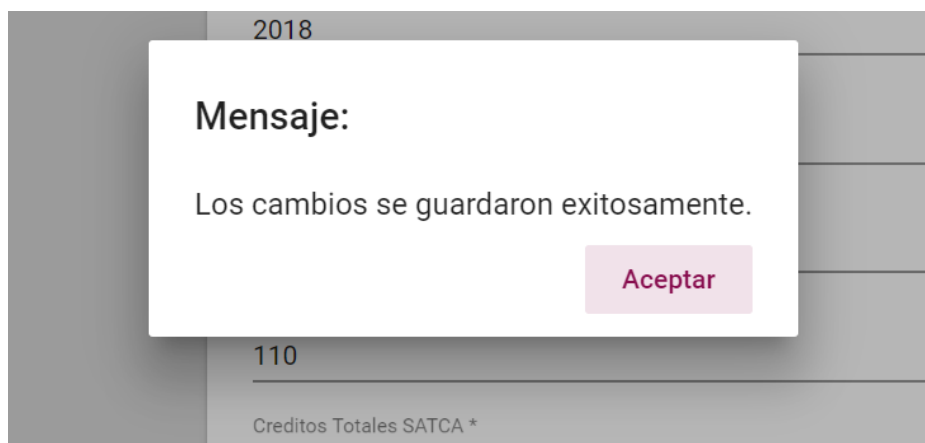 2018
Mensaje:
Los cambios se guardaron exitosamente.
Aceptar
110
Creditos Totales SATCA *